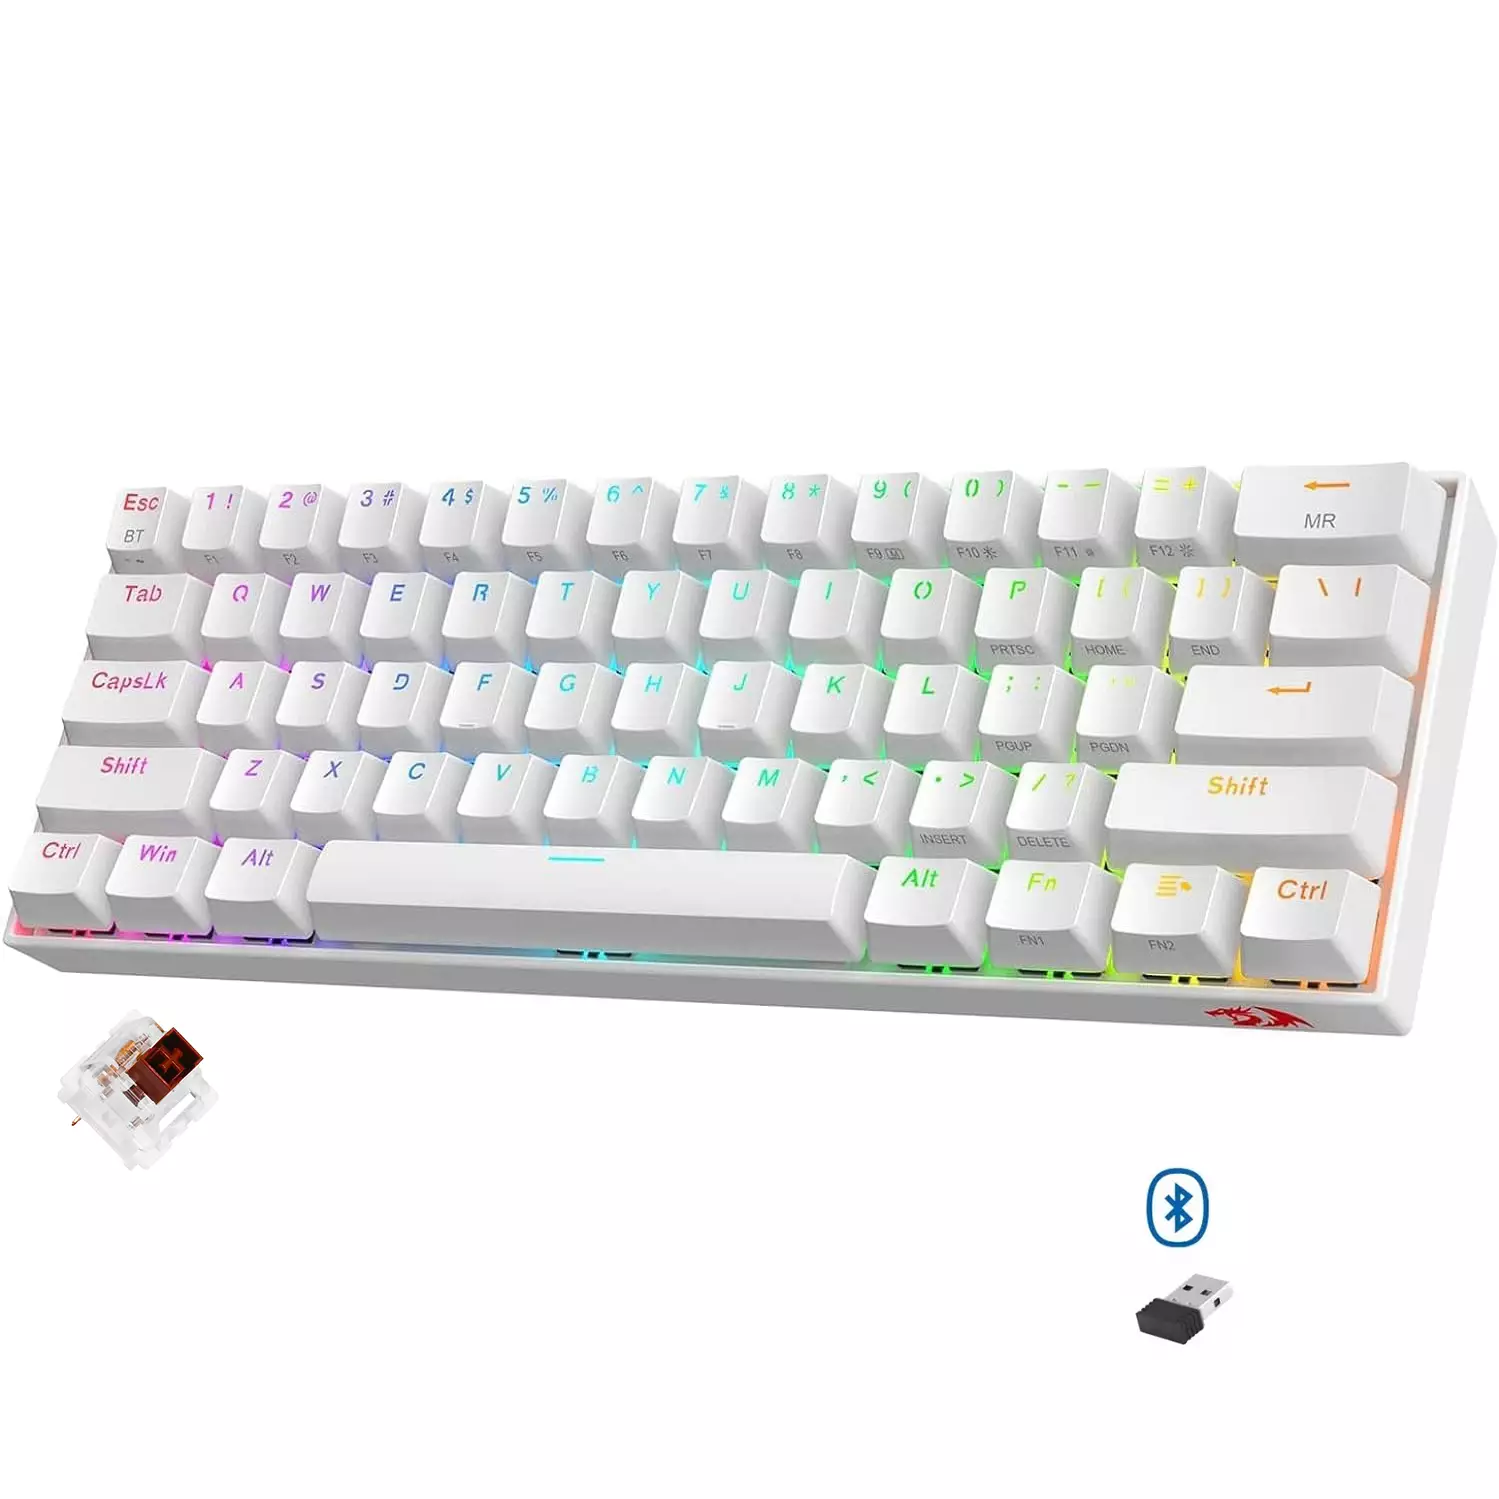 Esc 1 ! 2 @ 3 # 4 $ 5 % 6 ^ 7 & 8 * 9 ( 0 ) - – = + ←
BT F1 F2 F3 F4 F5 F6 F7 F8 F9 F10 F11 F12 MR
Tab Q W E R T Y U I O P [ { ] } \ |
PRTSC HOME END
CapsLk A S D F G H J K L ; : ' "
PGUP PGDN
Shift Z X C V B N M , < . > / ? Shift
INSERT DELETE
Ctrl Win Alt Alt Fn Ctrl
FN1 FN2